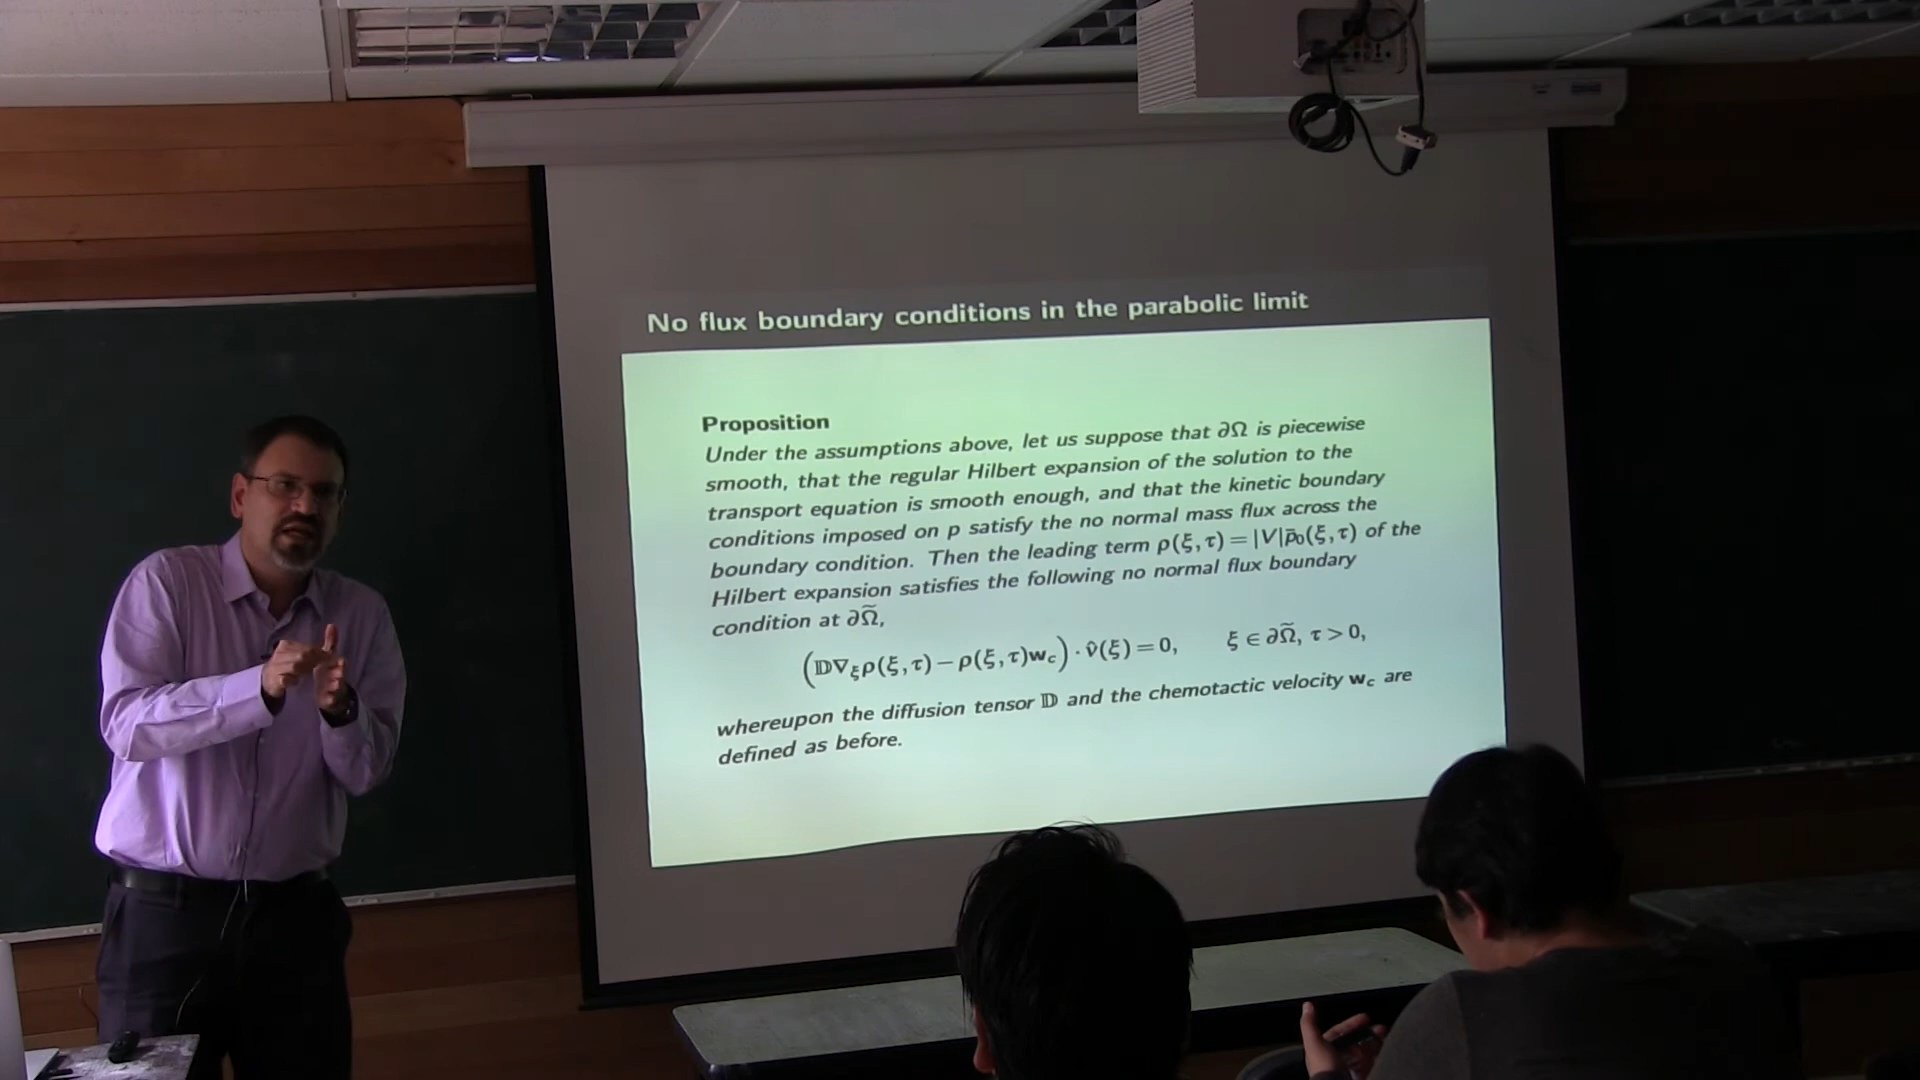 No flux boundary conditions in the parabolic limit
Proposition
Under the assumptions above, let us suppose that ∂Ω is piecewise
smooth, that the regular Hilbert expansion of the solution to the
transport equation is smooth enough, and that the kinetic boundary
conditions imposed on p satisfy the no normal mass flux across the
boundary condition. Then the leading term ρ(ξ,τ) = |V|p̄₀(ξ,τ) of the
Hilbert expansion satisfies the following no normal flux boundary
condition at ∂Ω̃,
(𝔻∇_ξρ(ξ,τ) − ρ(ξ,τ)w_c) · ν̂(ξ) = 0, ξ ∈ ∂Ω̃, τ > 0,
whereupon the diffusion tensor 𝔻 and the chemotactic velocity w_c are
defined as before.